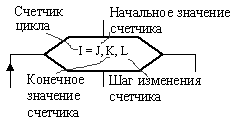 Счетчик
цикла
Начальное значение
счетчика
I = J, K, L
Конечное
значение
счетчика
Шаг изменения
счетчика